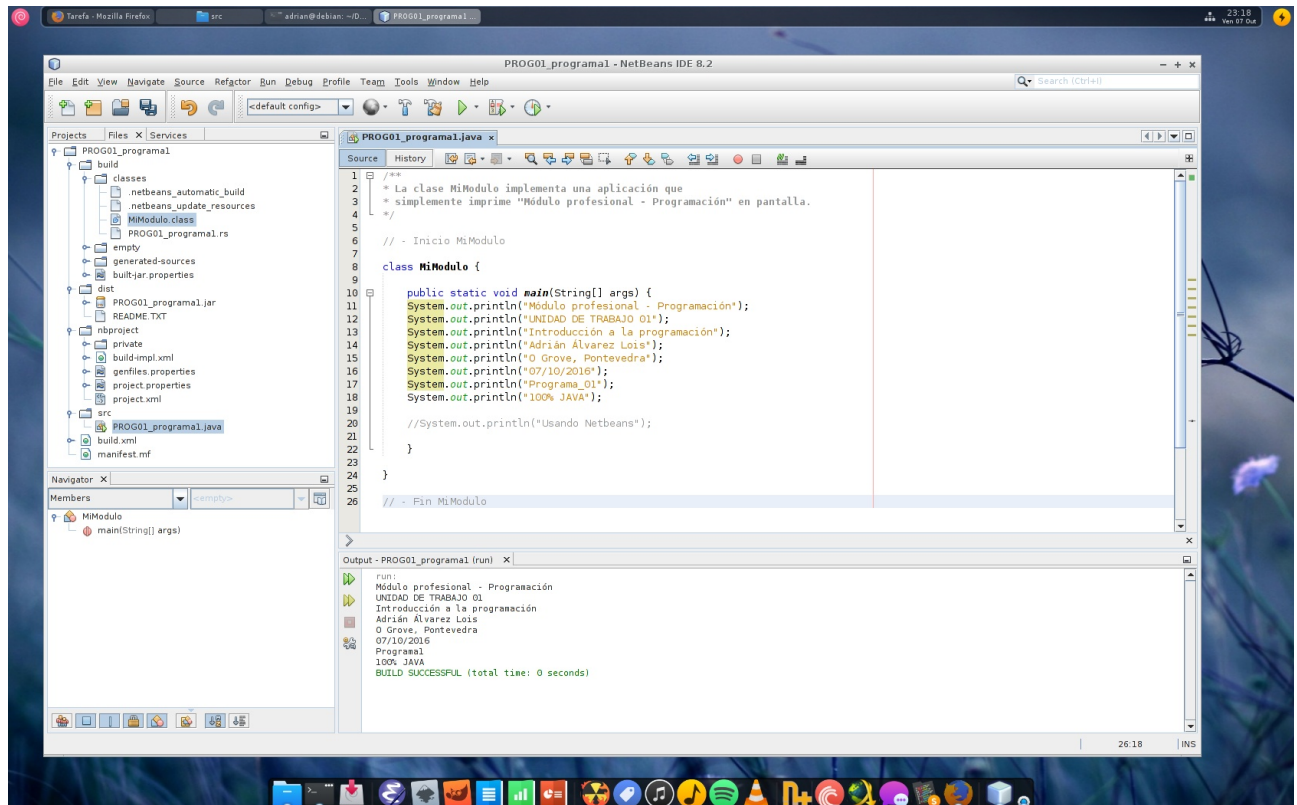 Tarefa - Mozilla Firefox
src
adrian@debian: ~/D...
PROG01_programa1 ...
23:18
Ven 07 Out
PROG01_programa1 - NetBeans IDE 8.2
File Edit View Navigate Source Refactor Run Debug Profile Team Tools Window Help
Search (Ctrl+I)
<default config>
Projects Files Services
PROG01_programa1
build
classes
.netbeans_automatic_build
.netbeans_update_resources
MiModulo.class
PROG01_programa1.rs
empty
generated-sources
built-jar.properties
dist
PROG01_programa1.jar
README.TXT
nbproject
private
build-impl.xml
genfiles.properties
project.properties
project.xml
src
PROG01_programa1.java
build.xml
manifest.mf
Navigator
Members
<empty>
MiModulo
main(String[] args)
PROG01_programa1.java
Source History
1 /**
2 * La clase MiModulo implementa una aplicación que
3 * simplemente imprime "Módulo profesional - Programación" en pantalla.
4 */
5
6 // - Inicio MiModulo
7
8 class MiModulo {
9
10 public static void main(String[] args) {
11 System.out.println("Módulo profesional - Programación");
12 System.out.println("UNIDAD DE TRABAJO 01");
13 System.out.println("Introducción a la programación");
14 System.out.println("Adrián Álvarez Lois");
15 System.out.println("O Grove, Pontevedra");
16 System.out.println("07/10/2016");
17 System.out.println("Programa_01");
18 System.out.println("100% JAVA");
19
20 //System.out.println("Usando Netbeans");
21
22 }
23
24 }
25
26 // - Fin MiModulo
Output - PROG01_programa1 (run)
run:
Módulo profesional - Programación
UNIDAD DE TRABAJO 01
Introducción a la programación
Adrián Álvarez Lois
O Grove, Pontevedra
07/10/2016
Programa1
100% JAVA
BUILD SUCCESSFUL (total time: 0 seconds)
26:18
INS